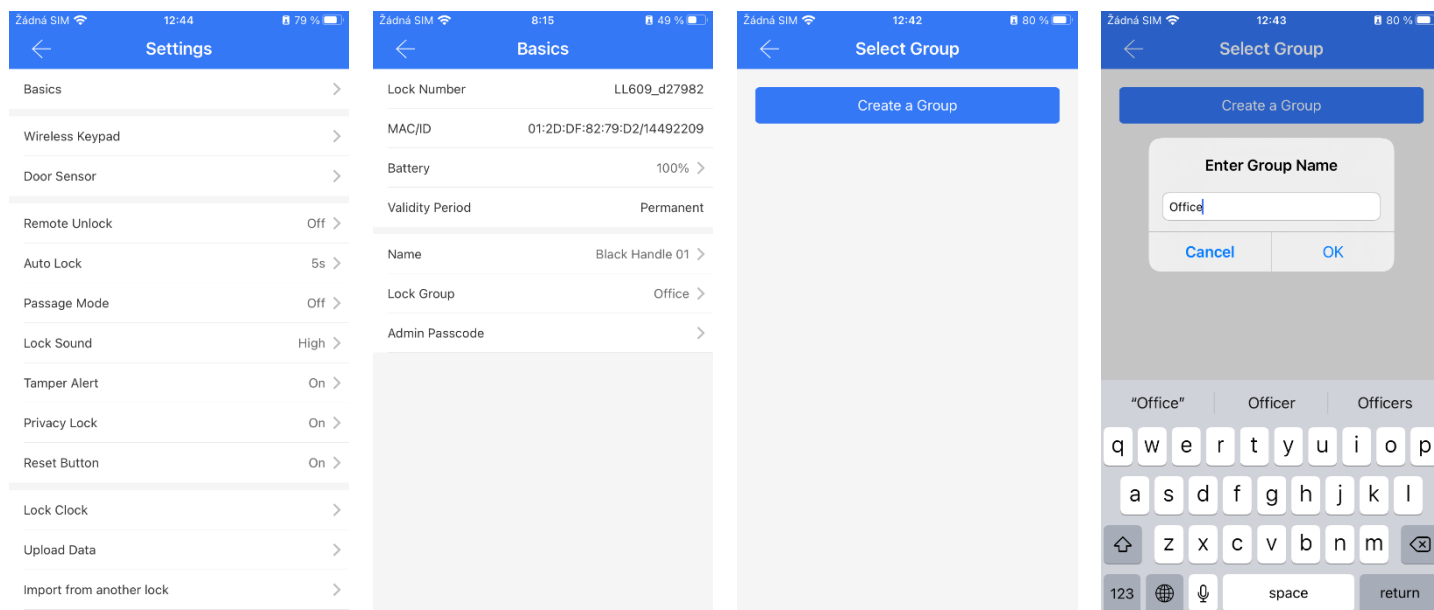 Žádná SIM 12:44 79 %
Settings
Basics
Wireless Keypad
Door Sensor
Remote Unlock Off
Auto Lock 5s
Passage Mode Off
Lock Sound High
Tamper Alert On
Privacy Lock On
Reset Button On
Lock Clock
Upload Data
Import from another lock
Žádná SIM 8:15 49 %
Basics
Lock Number LL609_d27982
MAC/ID 01:2D:DF:82:79:D2/14492209
Battery 100%
Validity Period Permanent
Name Black Handle 01
Lock Group Office
Admin Passcode
Žádná SIM 12:42 80 %
Select Group
Create a Group
Žádná SIM 12:43 80 %
Select Group
Create a Group
Enter Group Name
Office
Cancel OK
"Office" Officer Officers
q w e r t y u i o p
a s d f g h j k l
z x c v b n m
123 space return